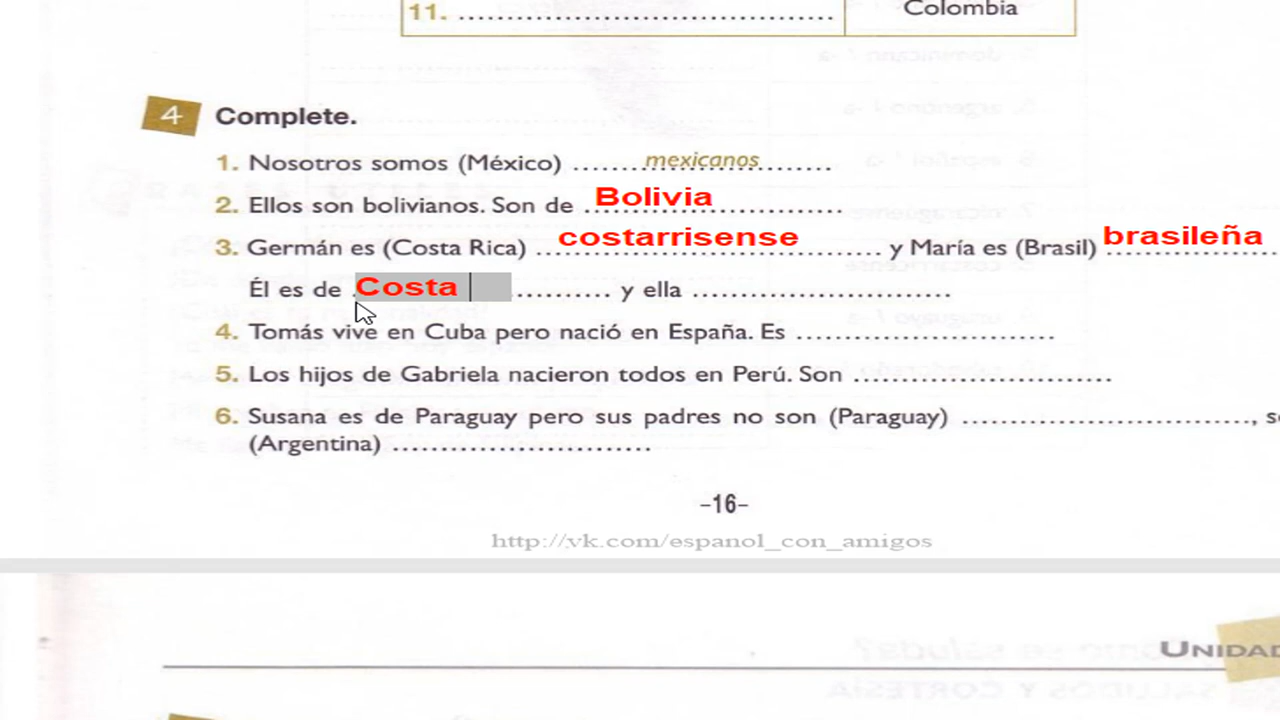 11. ........................................ Colombia
4 Complete.
1. Nosotros somos (México) ........mexicanos........
2. Ellos son bolivianos. Son de Bolivia........................
3. Germán es (Costa Rica) costarrisense........................ y María es (Brasil) brasileña........................
Él es de Costa ............ y ella ..............................
4. Tomás vive en Cuba pero nació en España. Es ..............................
5. Los hijos de Gabriela nacieron todos en Perú. Son ..............................
6. Susana es de Paraguay pero sus padres no son (Paraguay) .............................., s
(Argentina) ..............................
–16–
http://vk.com/espanol_con_amigos
UNIDAD